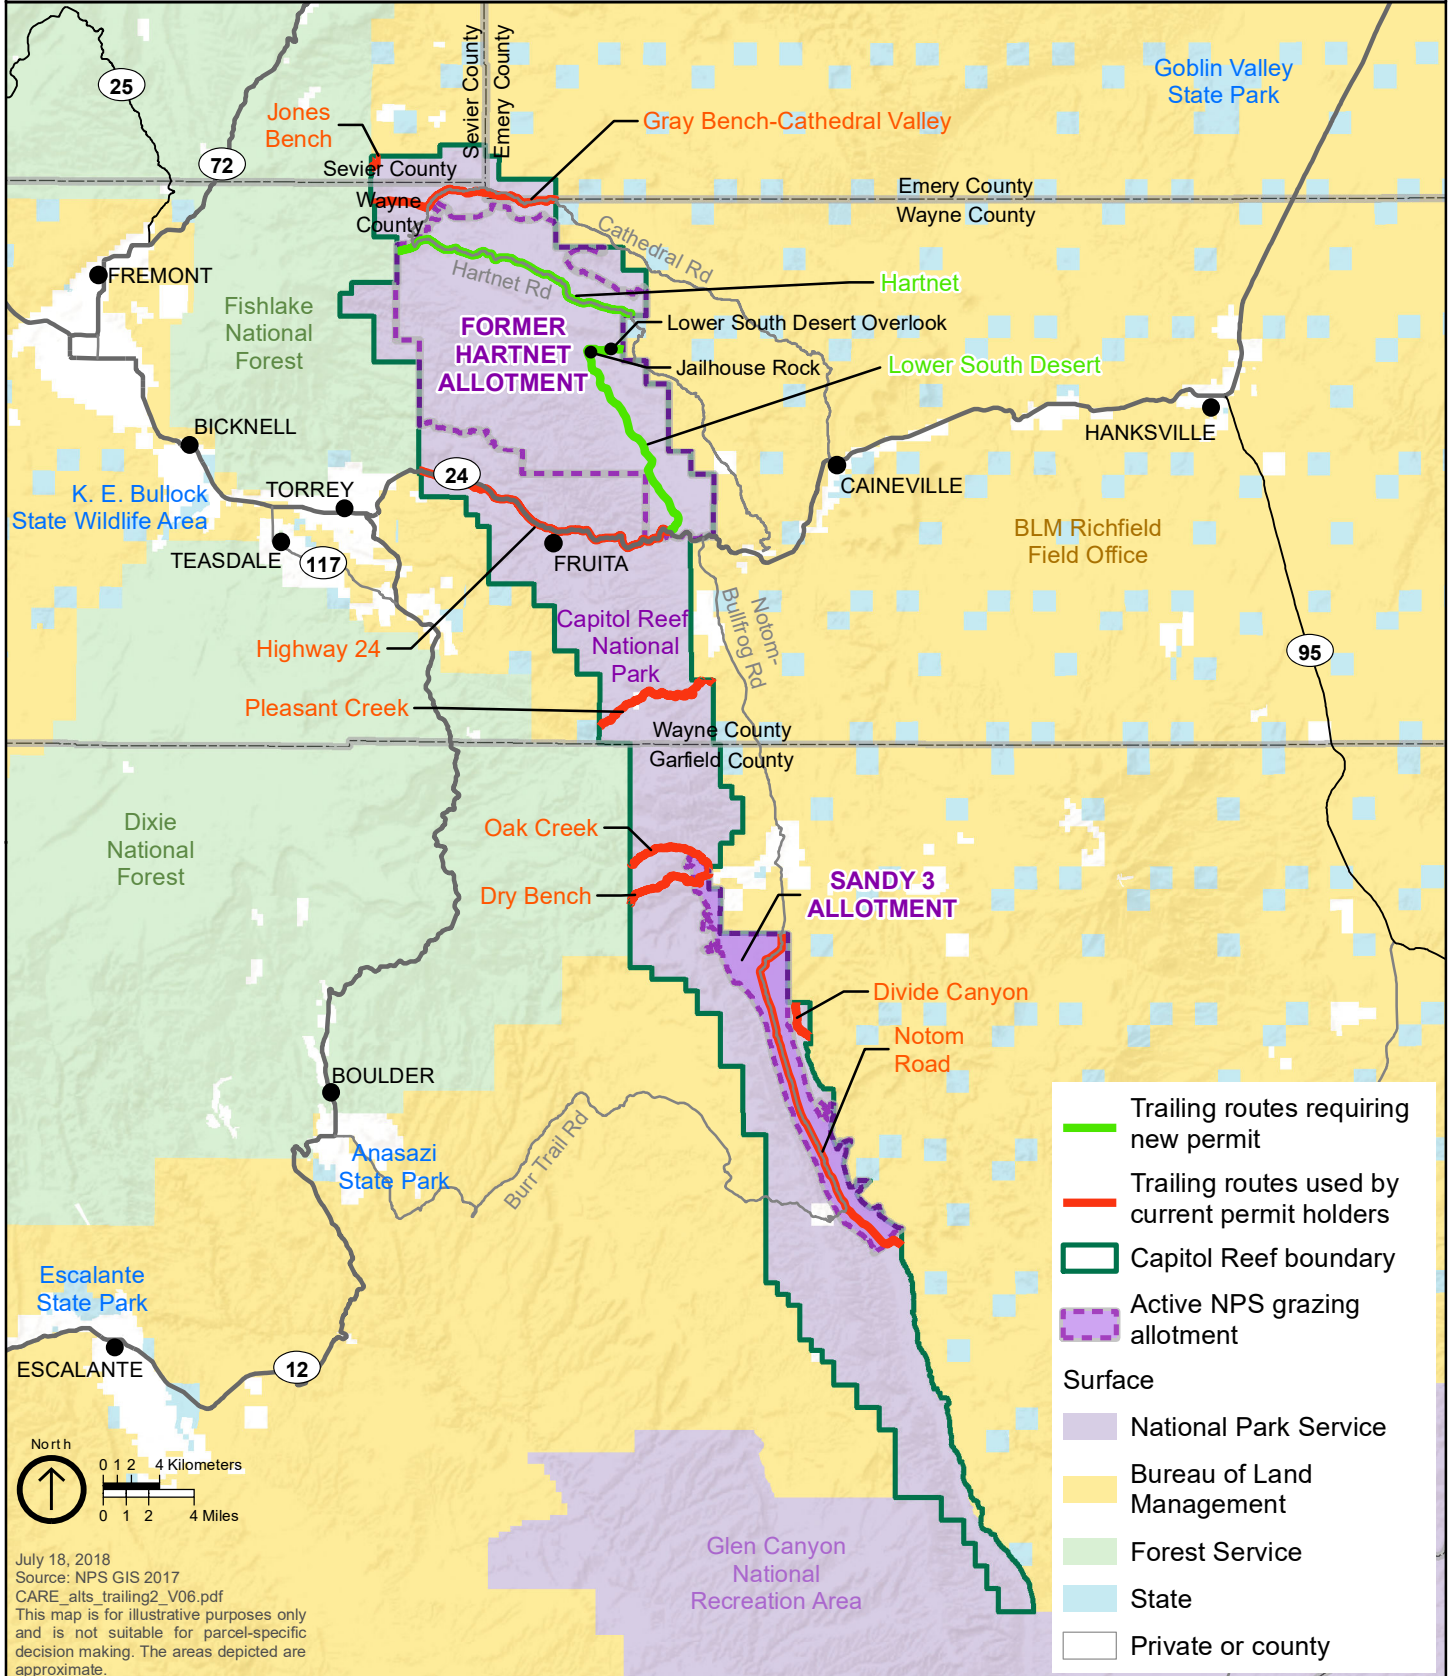 25
72
Sevier County
Emery County
Goblin Valley
State Park
Jones
Bench
Gray Bench-Cathedral Valley
Sevier County
Emery County
Wayne County
Wayne
County
Cathedral Rd
Hartnet Rd
FREMONT
Hartnet
Fishlake
National
Forest
FORMER
HARTNET
ALLOTMENT
Lower South Desert Overlook
Jailhouse Rock
Lower South Desert
BICKNELL
HANKSVILLE
24
CAINEVILLE
K. E. Bullock
State Wildlife Area
TORREY
TEASDALE
117
FRUITA
BLM Richfield
Field Office
Notom-
Bullfrog Rd
Capitol Reef
National
Park
Highway 24
95
Pleasant Creek
Wayne County
Garfield County
Dixie
National
Forest
Oak Creek
Dry Bench
SANDY 3
ALLOTMENT
Divide Canyon
Notom
Road
BOULDER
Anasazi
State Park
Burr Trail Rd
Escalante
State Park
ESCALANTE
12
Glen Canyon
National
Recreation Area
Trailing routes requiring
new permit
Trailing routes used by
current permit holders
Capitol Reef boundary
Active NPS grazing
allotment
Surface
National Park Service
Bureau of Land
Management
Forest Service
State
Private or county
North
0 1 2 4 Kilometers
0 1 2 4 Miles
July 18, 2018
Source: NPS GIS 2017
CARE_alts_trailing2_V06.pdf
This map is for illustrative purposes only
and is not suitable for parcel-specific
decision making. The areas depicted are
approximate.